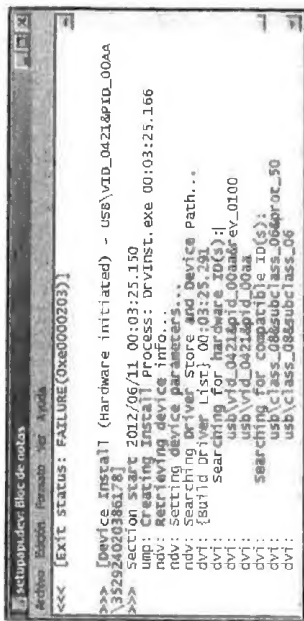 setupapi.dev: Bloc de notas
Archivo Edición Formato Ver Ayuda
<<<  [Exit status: FAILURE(0xe0000203)]
>>>  [Device Install (Hardware initiated) - USB\VID_0421&PID_00AA
\352924020386178]
>>>  Section start 2012/06/11 00:03:25.150
ump: Creating Install Process: DrvInst.exe 00:03:25.166
ndv: Retrieving device info...
ndv: Setting device parameters...
ndv: Searching Driver Store and Device Path...
dvi: {Build Driver List} 00:03:25.291
dvi: Searching for hardware ID(s):
dvi: usb\vid_0421&pid_00aa&rev_0100
dvi: usb\vid_0421&pid_00aa
dvi: Searching for compatible ID(s):
dvi: usb\class_08&subclass_06&prot_50
dvi: usb\class_08&subclass_06